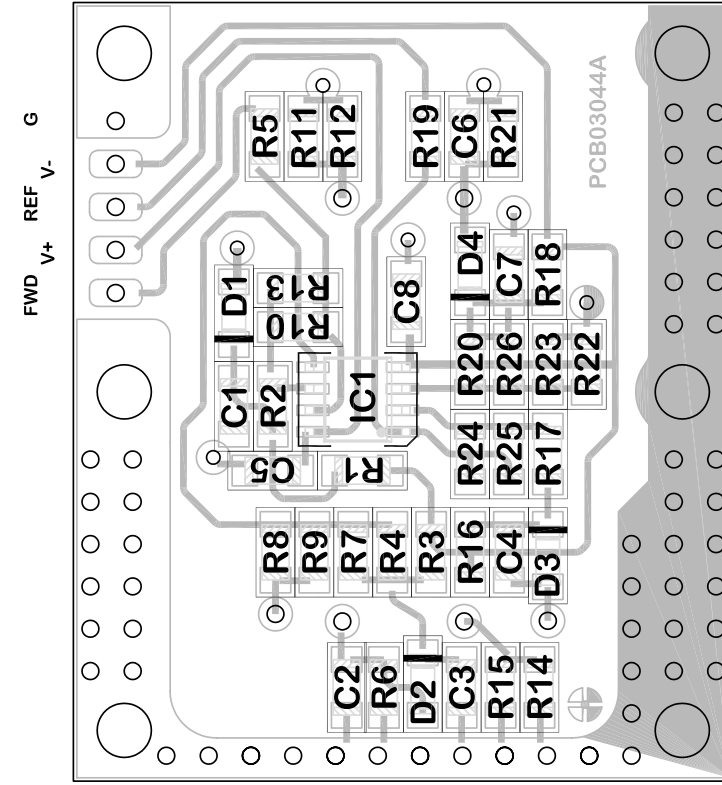 G
V-
REF
V+
FWD
PCB03044A
R5
R11
R12
R19
C6
R21
D1
R13
R10
C8
D4
C7
R18
C1
R2
IC1
R20
R26
R23
R22
C5
R1
R24
R25
R17
R8
R9
R7
R4
R3
R16
C4
D3
C2
R6
D2
C3
R15
R14